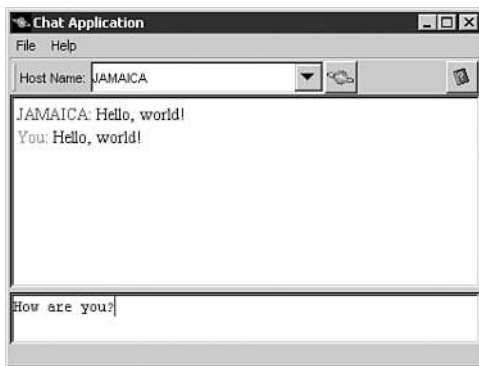 Chat Application
File Help
Host Name: JAMAICA
JAMAICA: Hello, world!
You: Hello, world!
How are you?